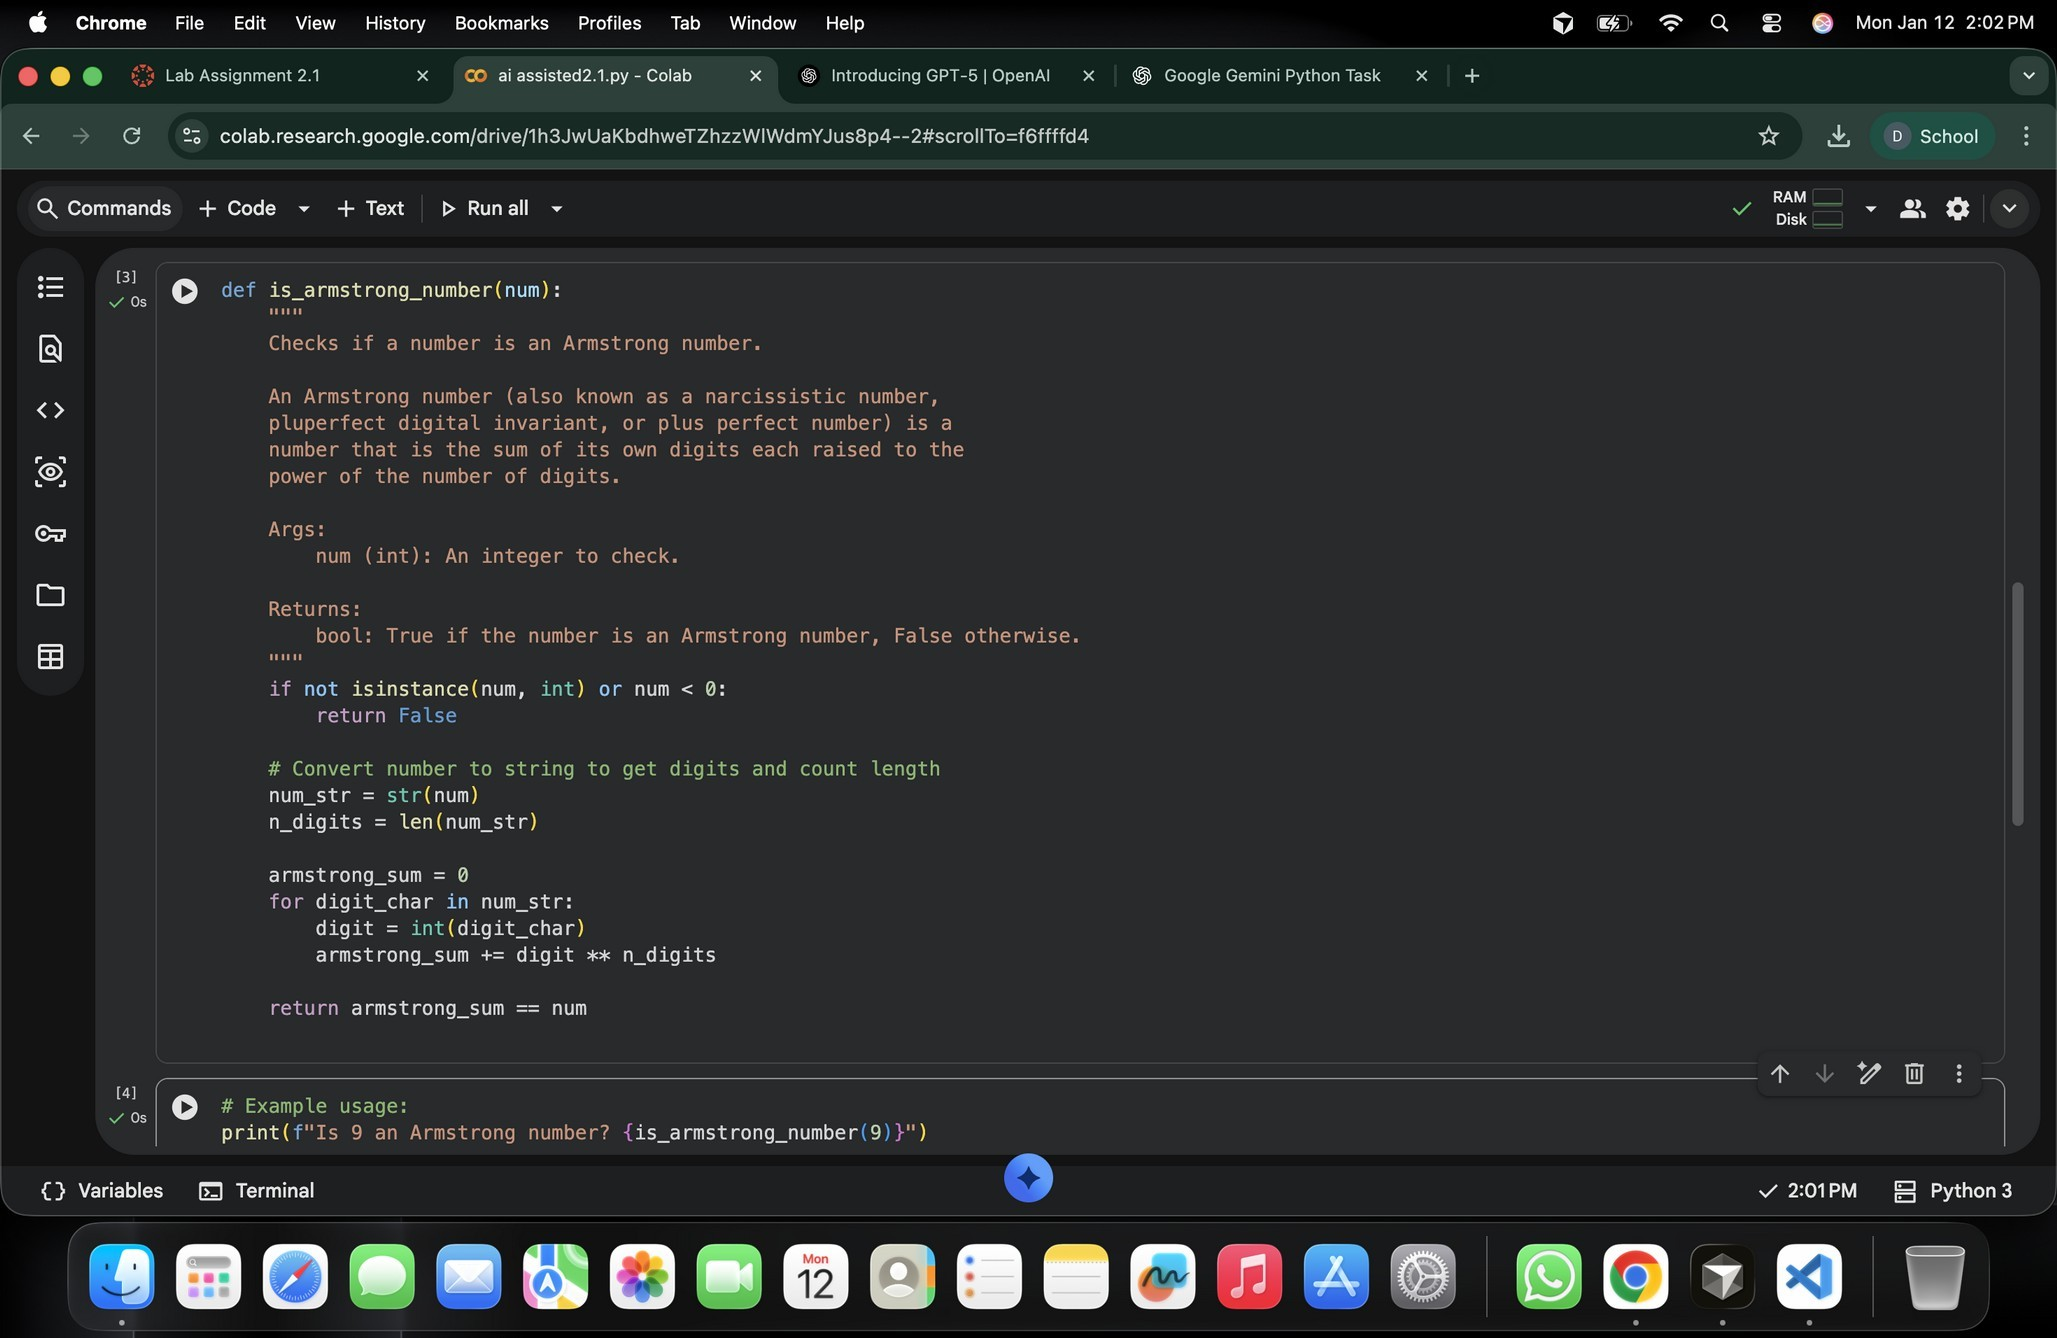 Chrome File Edit View History Bookmarks Profiles Tab Window Help Mon Jan 12 2:02 PM
Lab Assignment 2.1 ai assisted2.1.py - Colab Introducing GPT-5 | OpenAI Google Gemini Python Task
colab.research.google.com/drive/1h3JwUaKbdhweTZhzzWlWdmYJus8p4--2#scrollTo=f6ffffd4 D School
Commands + Code + Text Run all RAM
Disk
[3] def is_armstrong_number(num):
0s """
Checks if a number is an Armstrong number.
An Armstrong number (also known as a narcissistic number,
pluperfect digital invariant, or plus perfect number) is a
number that is the sum of its own digits each raised to the
power of the number of digits.
Args:
num (int): An integer to check.
Returns:
bool: True if the number is an Armstrong number, False otherwise.
"""
if not isinstance(num, int) or num < 0:
return False
# Convert number to string to get digits and count length
num_str = str(num)
n_digits = len(num_str)
armstrong_sum = 0
for digit_char in num_str:
digit = int(digit_char)
armstrong_sum += digit ** n_digits
return armstrong_sum == num
[4] # Example usage:
0s print(f"Is 9 an Armstrong number? {is_armstrong_number(9)}")
{} Variables Terminal 2:01 PM Python 3
Mon
12